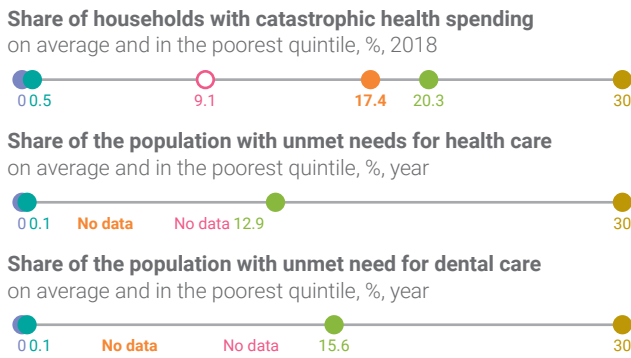 Share of households with catastrophic health spending
on average and in the poorest quintile, %, 2018
0 0.5 9.1 17.4 20.3 30
Share of the population with unmet needs for health care
on average and in the poorest quintile, %, year
0 0.1 No data No data 12.9 30
Share of the population with unmet need for dental care
on average and in the poorest quintile, %, year
0 0.1 No data No data 15.6 30